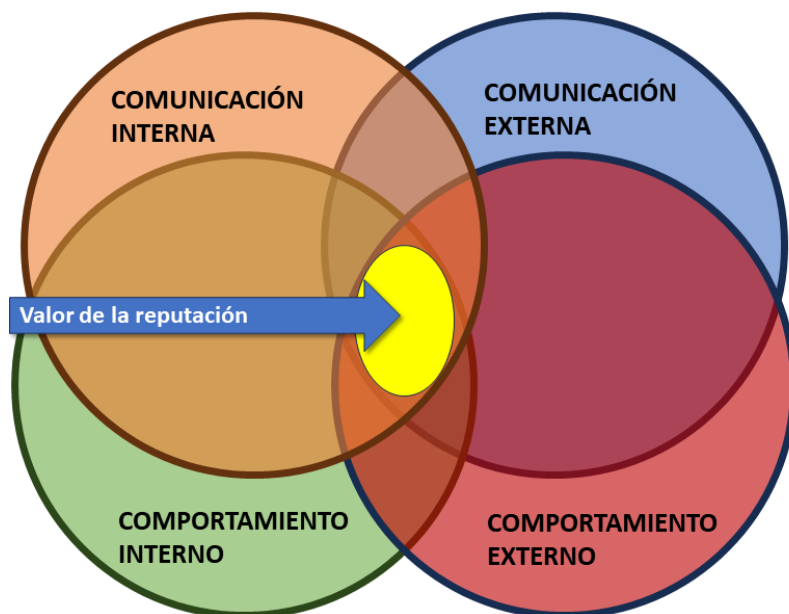 COMUNICACIÓN
INTERNA
COMUNICACIÓN
EXTERNA
Valor de la reputación
COMPORTAMIENTO
INTERNO
COMPORTAMIENTO
EXTERNO